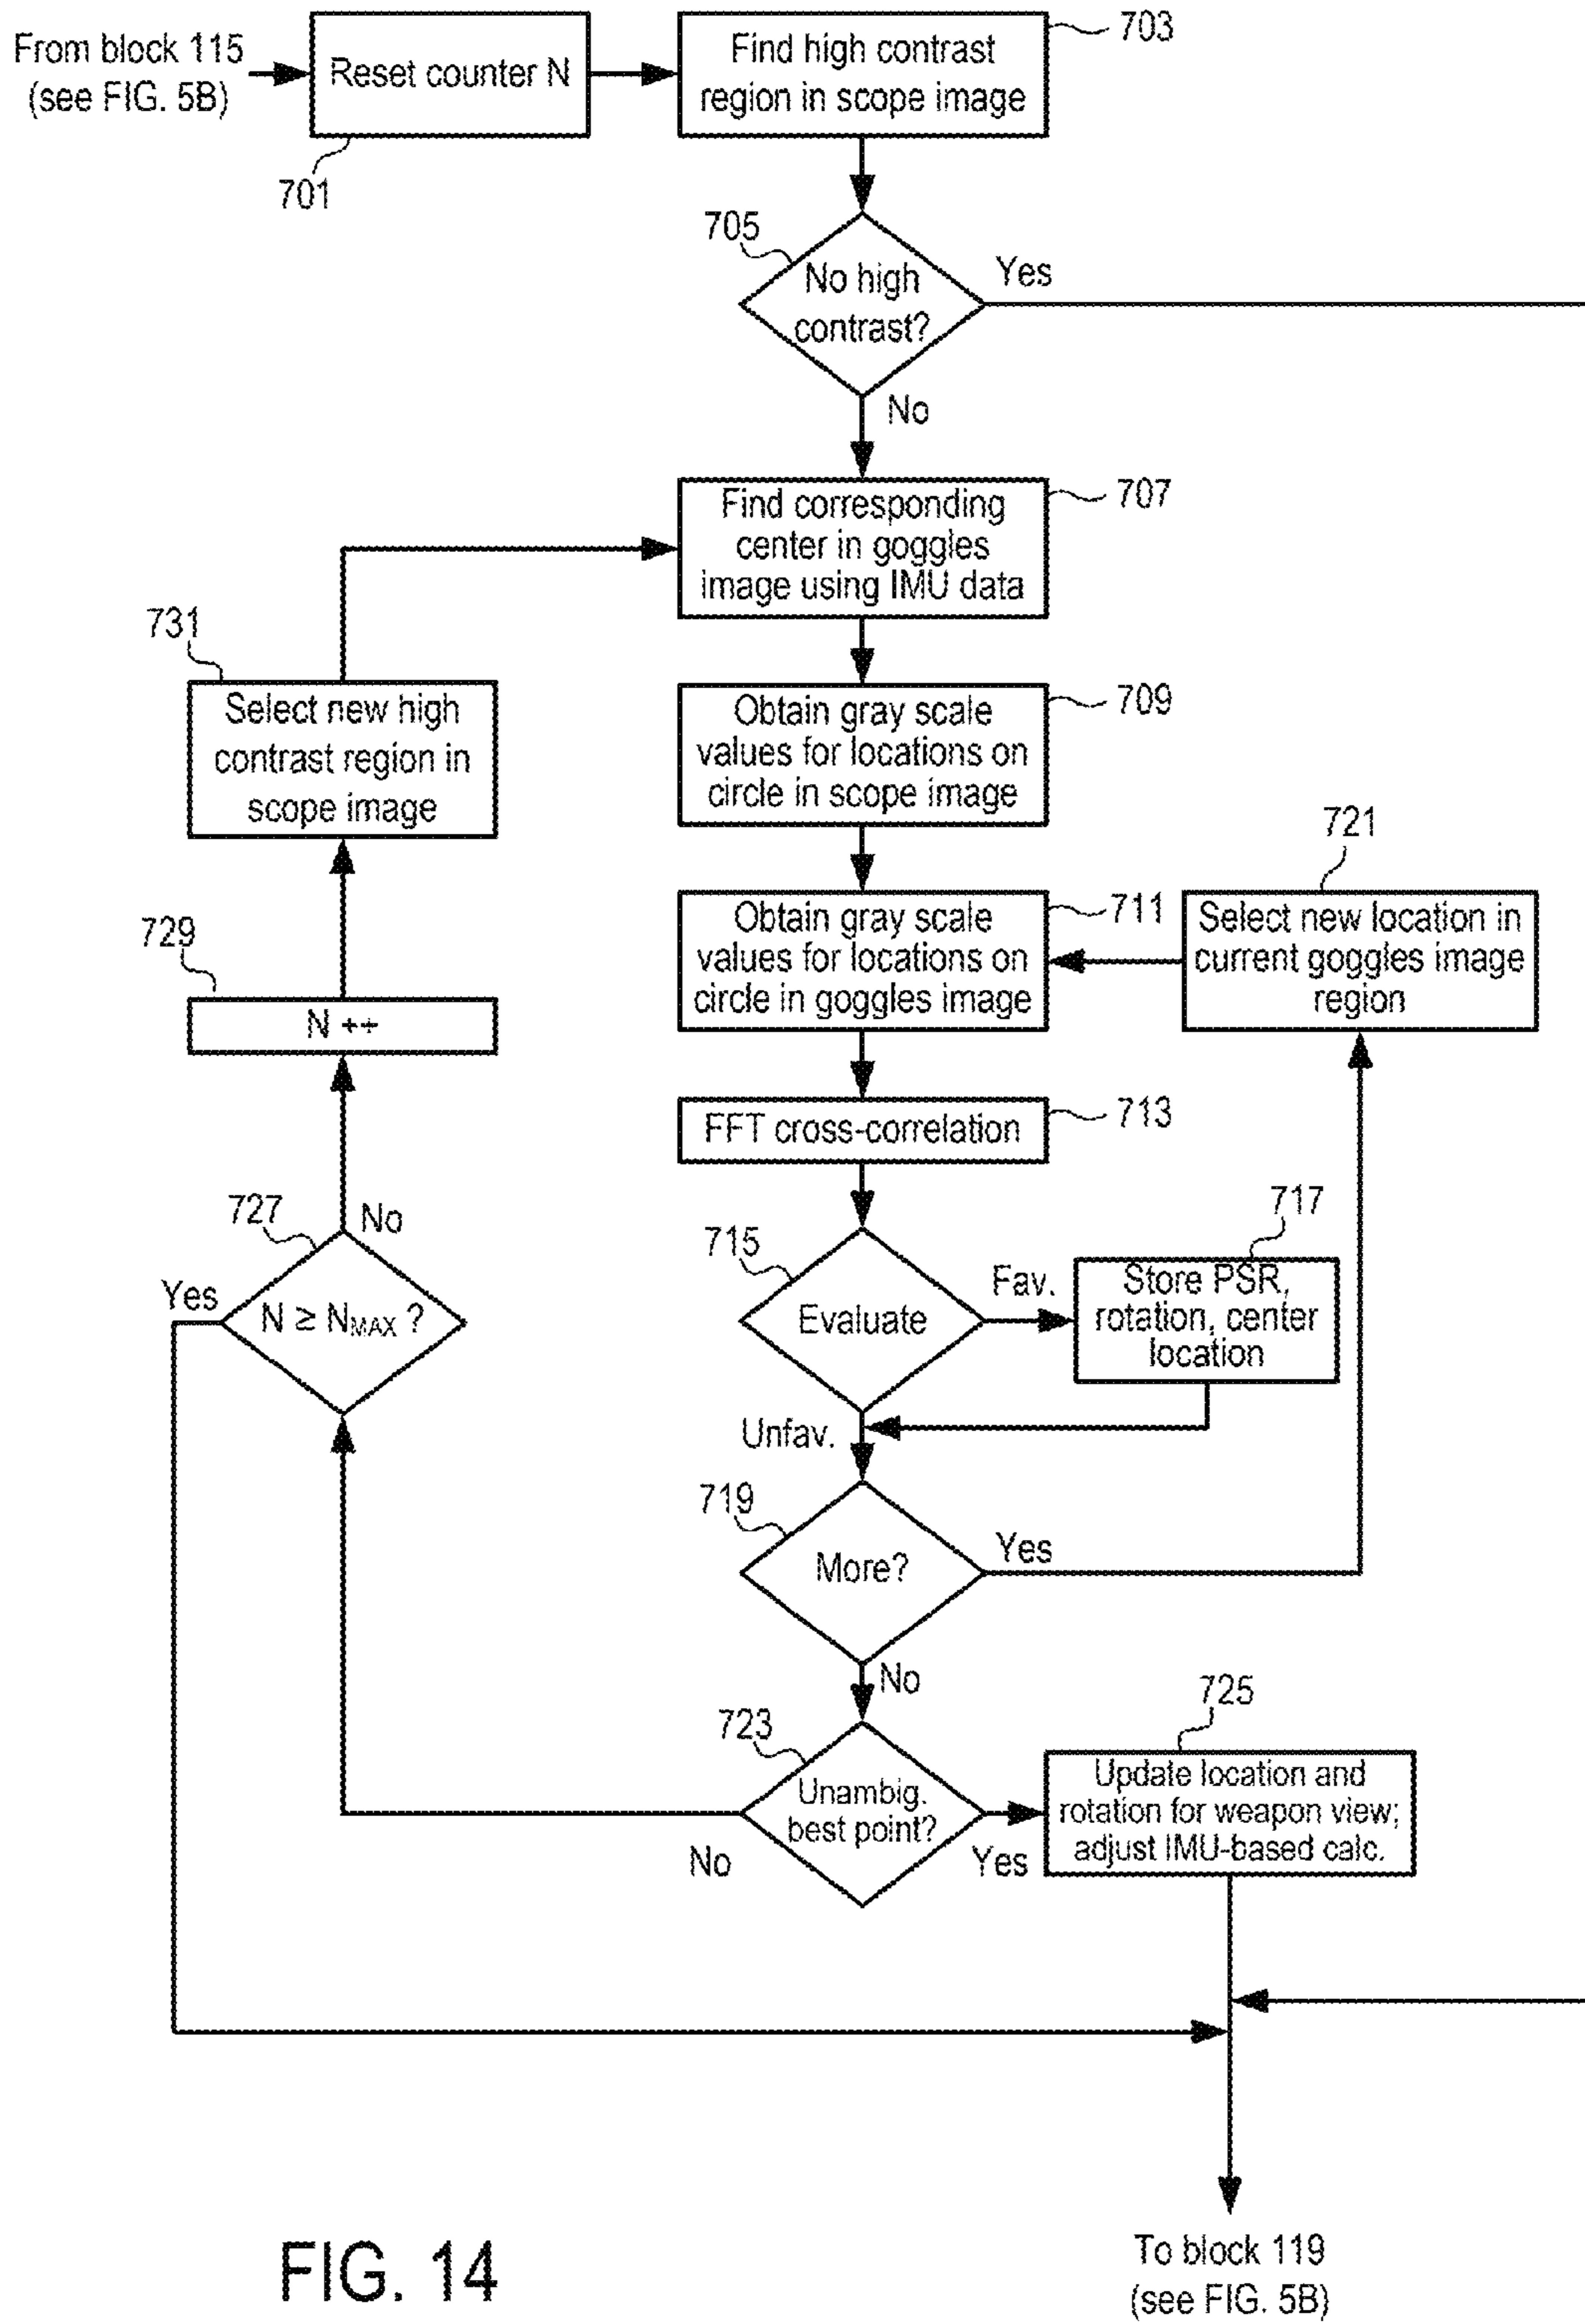 From block 115
(see FIG. 5B)
Reset counter N
701
Find high contrast
region in scope image
703
705
No high
contrast?
Yes
No
Find corresponding
center in goggles
image using IMU data
707
731
Select new high
contrast region in
scope image
Obtain gray scale
values for locations on
circle in scope image
709
Obtain gray scale
values for locations on
circle in goggles image
711
721
Select new location in
current goggles image
region
729
N ++
FFT cross-correlation
713
727
No
Yes
N ≥ NMAX ?
715
Evaluate
Fav.
717
Store PSR,
rotation, center
location
Unfav.
719
More?
Yes
No
723
Unambig.
best point?
No
Yes
725
Update location and
rotation for weapon view;
adjust IMU-based calc.
To block 119
(see FIG. 5B)
FIG. 14